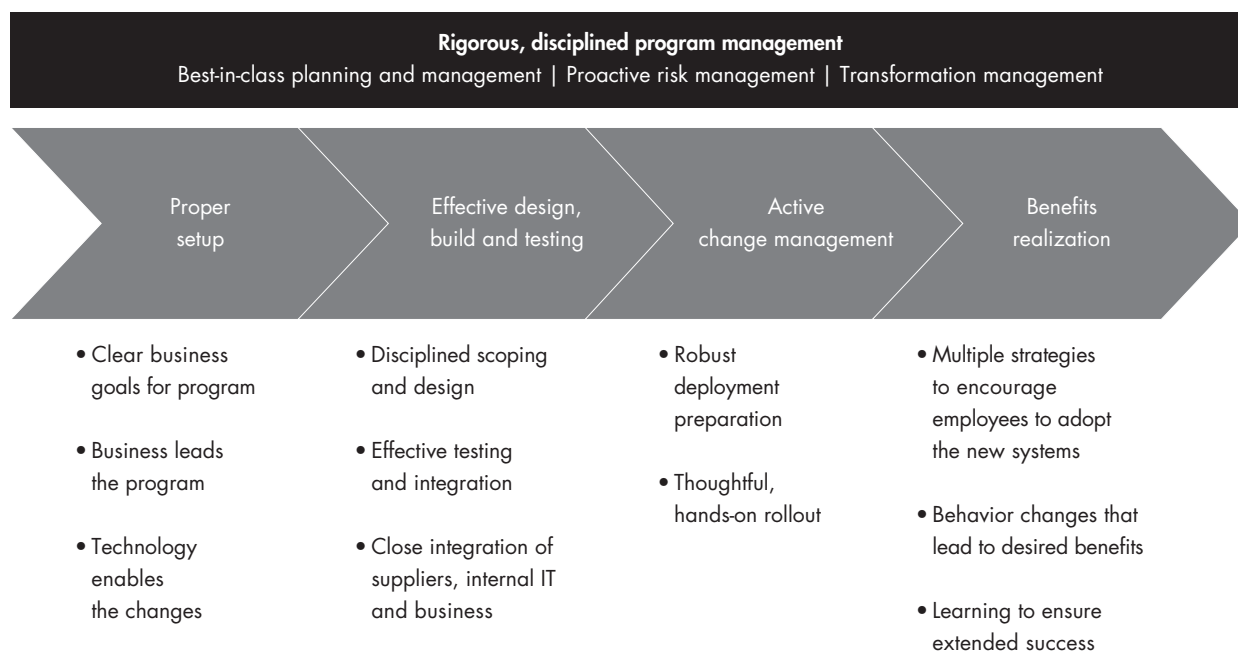 Rigorous, disciplined program management
Best-in-class planning and management | Proactive risk management | Transformation management
Proper
setup
Effective design,
build and testing
Active
change management
Benefits
realization
• Clear business
goals for program
• Business leads
the program
• Technology
enables
the changes
• Disciplined scoping
and design
• Effective testing
and integration
• Close integration of
suppliers, internal IT
and business
• Robust
deployment
preparation
• Thoughtful,
hands-on rollout
• Multiple strategies
to encourage
employees to adopt
the new systems
• Behavior changes that
lead to desired benefits
• Learning to ensure
extended success